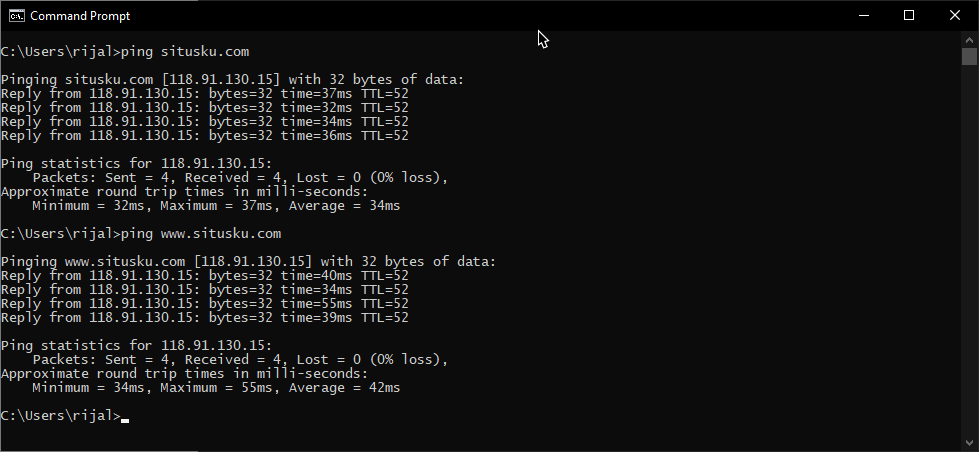 Command Prompt
C:\Users\rijal>ping situsku.com
Pinging situsku.com [118.91.130.15] with 32 bytes of data:
Reply from 118.91.130.15: bytes=32 time=37ms TTL=52
Reply from 118.91.130.15: bytes=32 time=32ms TTL=52
Reply from 118.91.130.15: bytes=32 time=34ms TTL=52
Reply from 118.91.130.15: bytes=32 time=36ms TTL=52
Ping statistics for 118.91.130.15:
    Packets: Sent = 4, Received = 4, Lost = 0 (0% loss),
Approximate round trip times in milli-seconds:
    Minimum = 32ms, Maximum = 37ms, Average = 34ms
C:\Users\rijal>ping www.situsku.com
Pinging www.situsku.com [118.91.130.15] with 32 bytes of data:
Reply from 118.91.130.15: bytes=32 time=40ms TTL=52
Reply from 118.91.130.15: bytes=32 time=34ms TTL=52
Reply from 118.91.130.15: bytes=32 time=55ms TTL=52
Reply from 118.91.130.15: bytes=32 time=39ms TTL=52
Ping statistics for 118.91.130.15:
    Packets: Sent = 4, Received = 4, Lost = 0 (0% loss),
Approximate round trip times in milli-seconds:
    Minimum = 34ms, Maximum = 55ms, Average = 42ms
C:\Users\rijal>